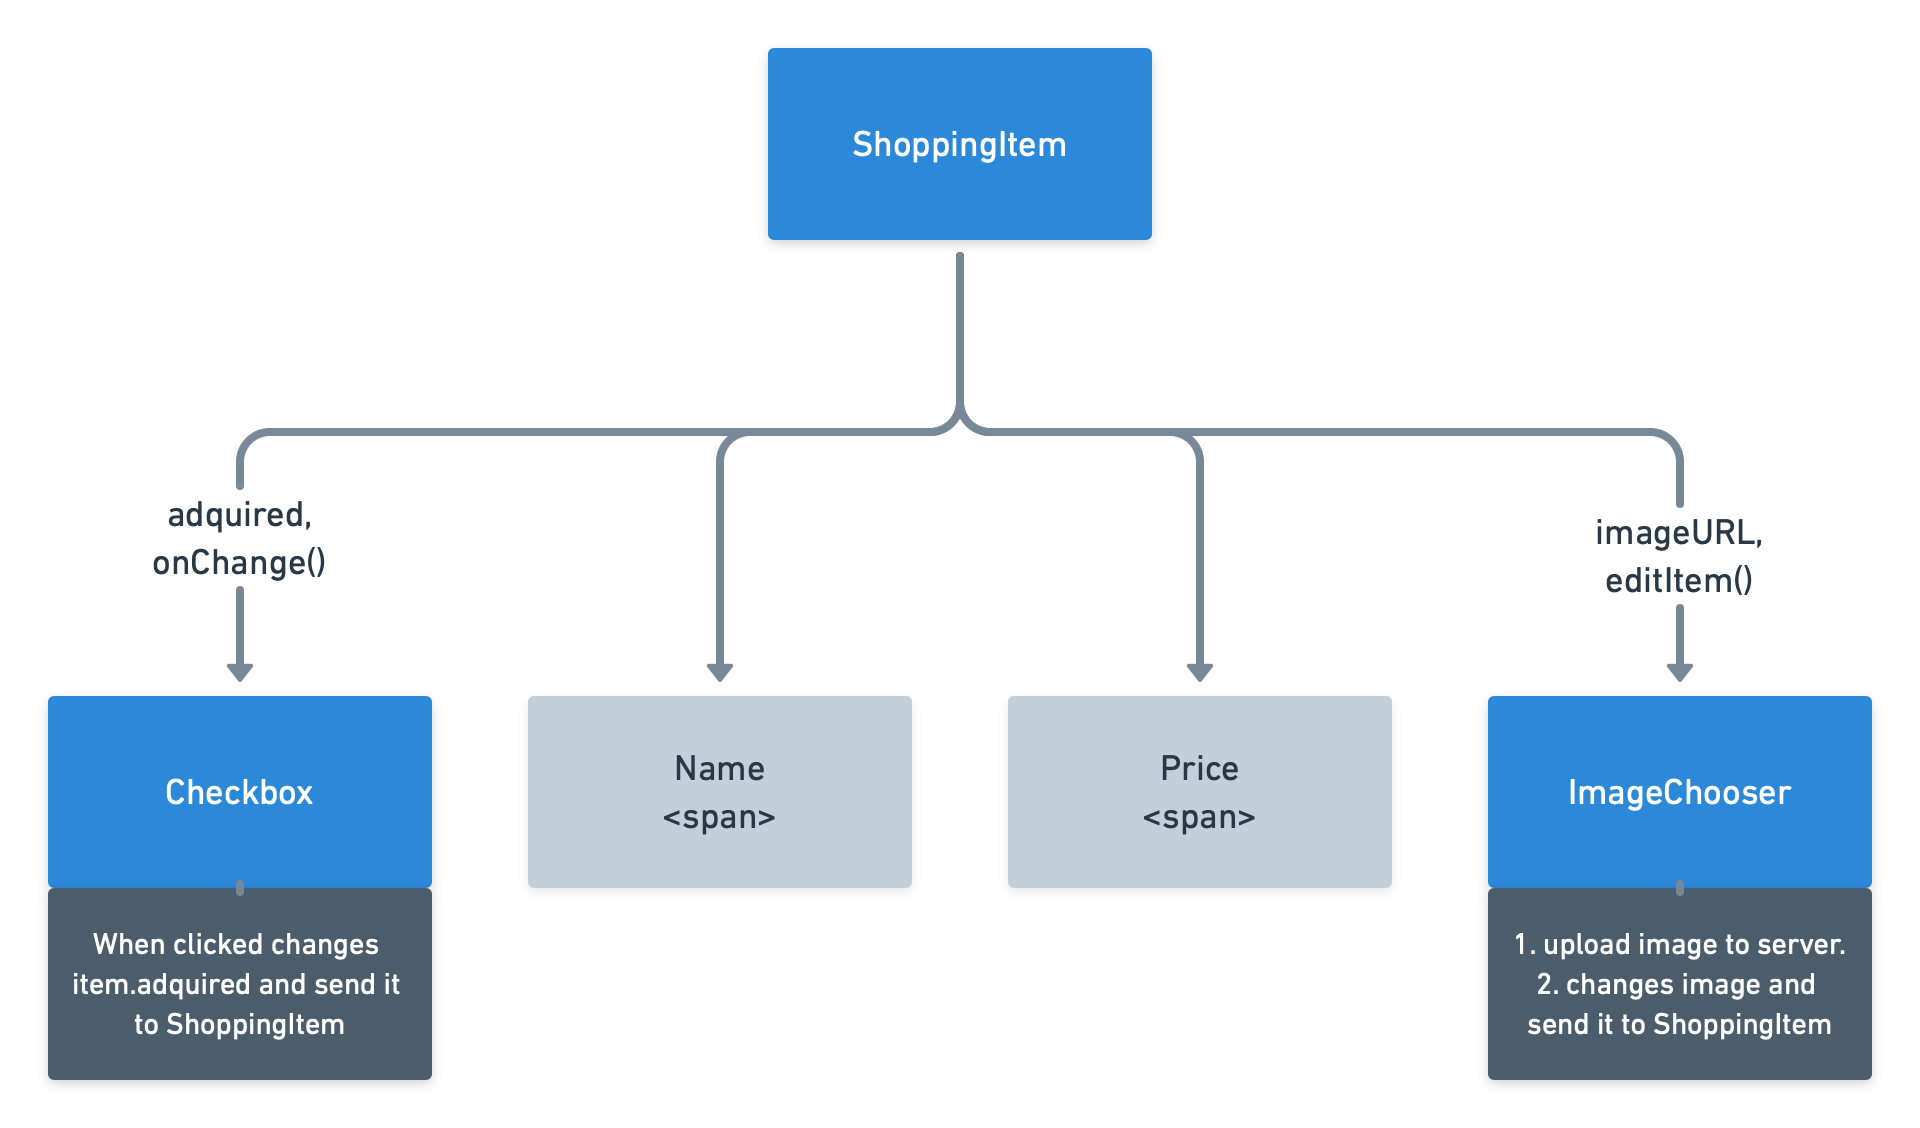 ShoppingItem
adquired,
onChange()
imageURL,
editItem()
Checkbox
Name
<span>
Price
<span>
ImageChooser
When clicked changes
item.adquired and send it
to ShoppingItem
1. upload image to server.
2. changes image and
send it to ShoppingItem